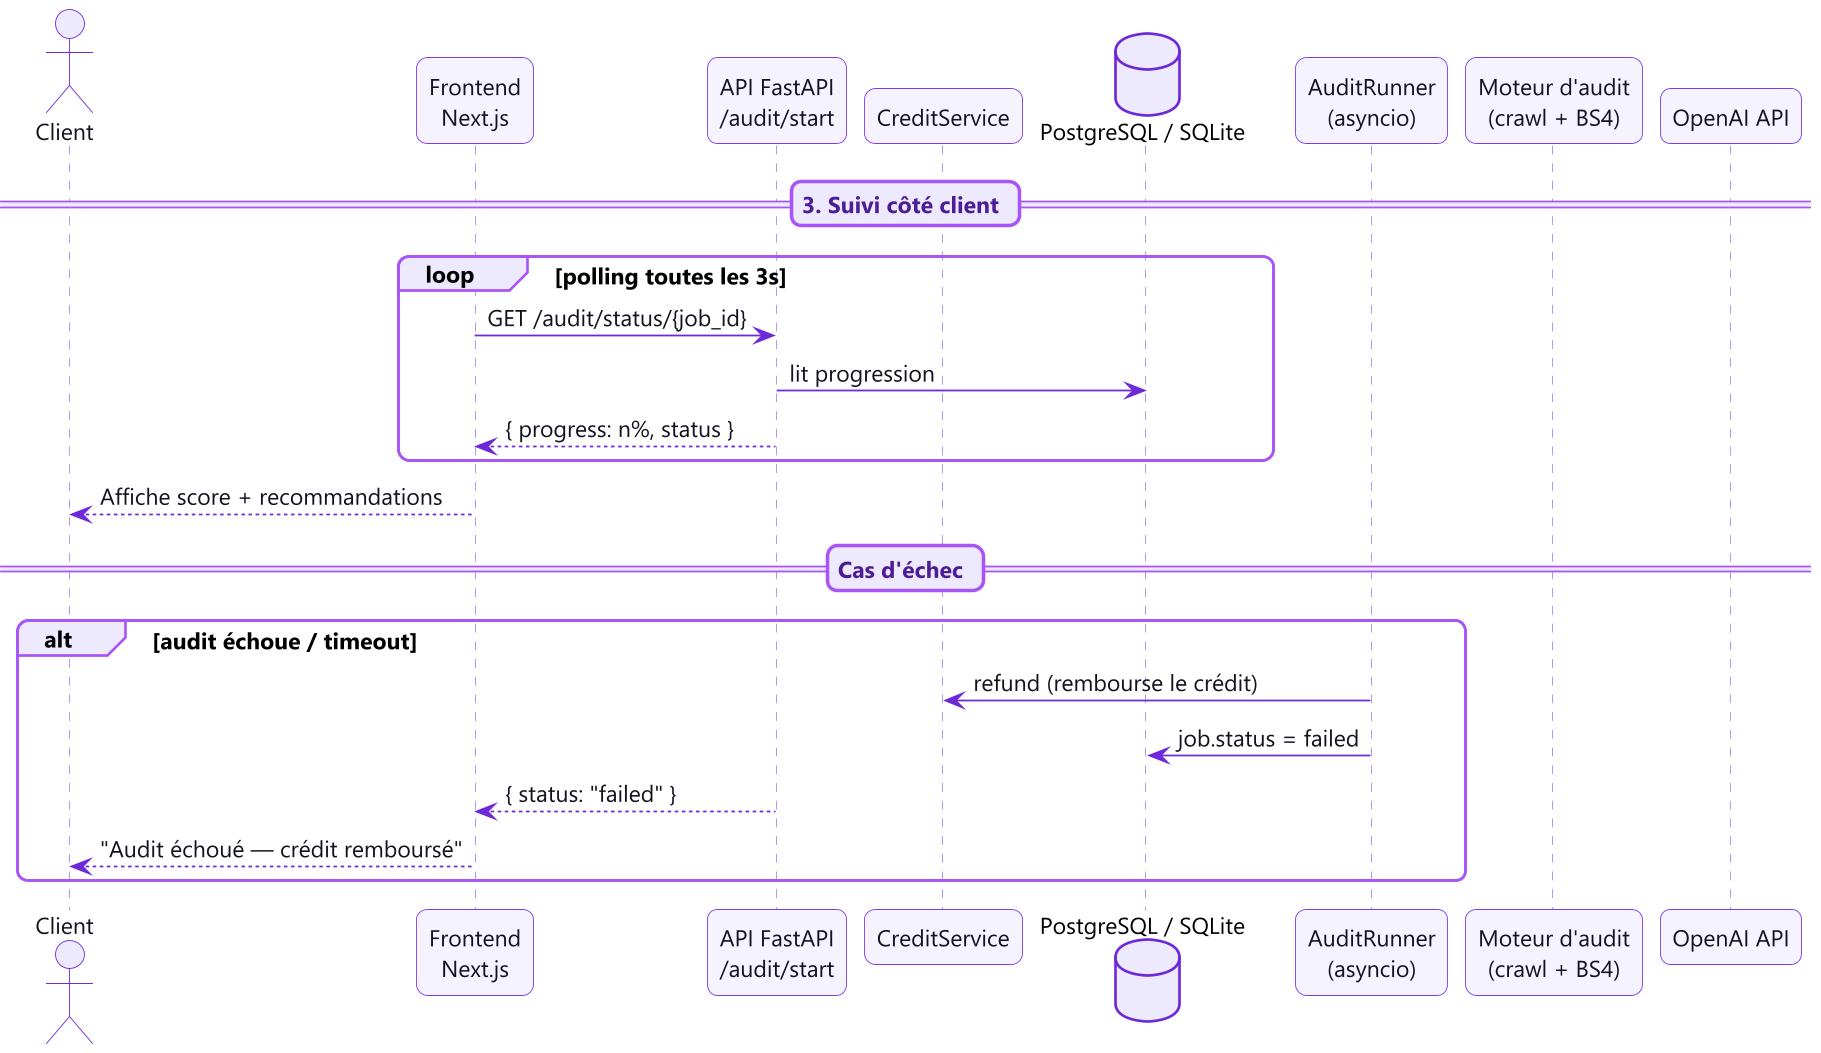 Client
Frontend
Next.js
API FastAPI
/audit/start
CreditService
PostgreSQL / SQLite
AuditRunner
(asyncio)
Moteur d'audit
(crawl + BS4)
OpenAI API
3. Suivi côté client
loop
[polling toutes les 3s]
GET /audit/status/{job_id}
lit progression
{ progress: n%, status }
Affiche score + recommandations
Cas d'échec
alt
[audit échoue / timeout]
refund (rembourse le crédit)
job.status = failed
{ status: "failed" }
"Audit échoué — crédit remboursé"
Client
Frontend
Next.js
API FastAPI
/audit/start
CreditService
PostgreSQL / SQLite
AuditRunner
(asyncio)
Moteur d'audit
(crawl + BS4)
OpenAI API